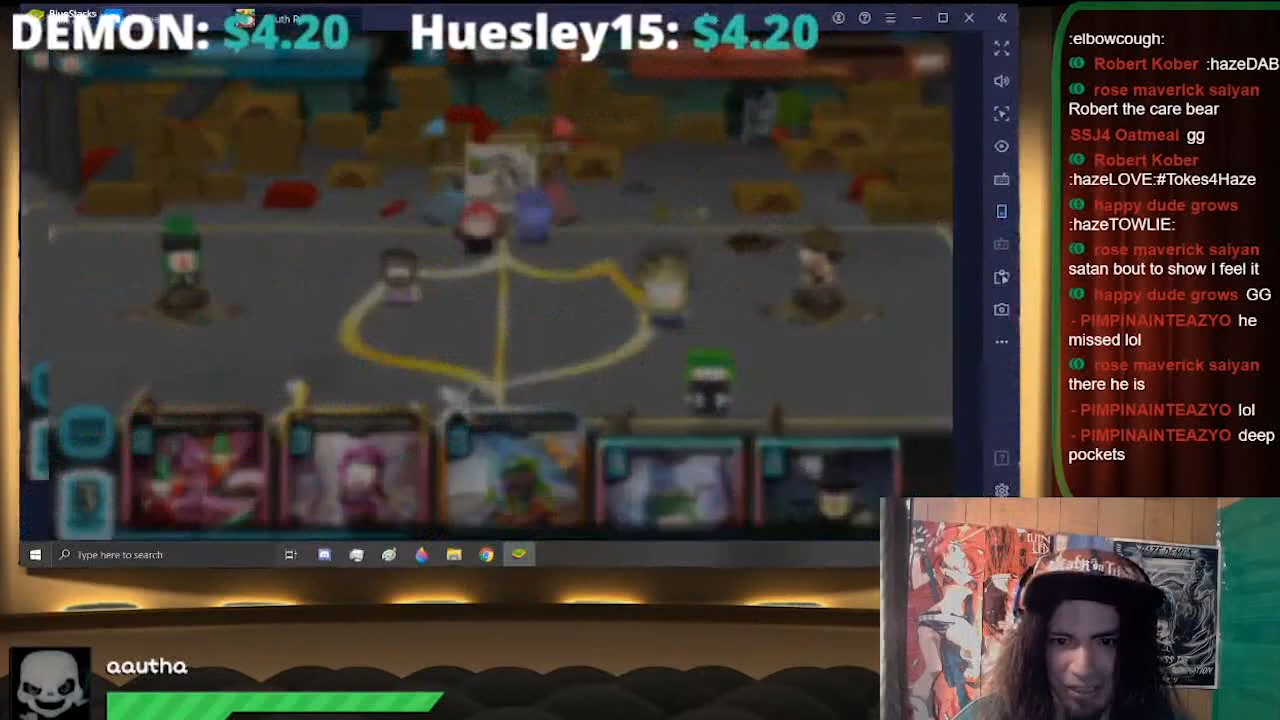 BlueStacks
DEMON: $4.20 Huesley15: $4.20
:elbowcough:
Robert Kober :hazeDAB
rose maverick saiyan
Robert the care bear
SSJ4 Oatmeal gg
Robert Kober
:hazeLOVE:#Tokes4Haze
happy dude grows
:hazeTOWLIE:
rose maverick saiyan
satan bout to show I feel it
happy dude grows GG
- PIMPINAINTEAZYO he
missed lol
rose maverick saiyan
there he is
- PIMPINAINTEAZYO lol
- PIMPINAINTEAZYO deep
pockets
Type here to search
HAZE DEMON
aautha